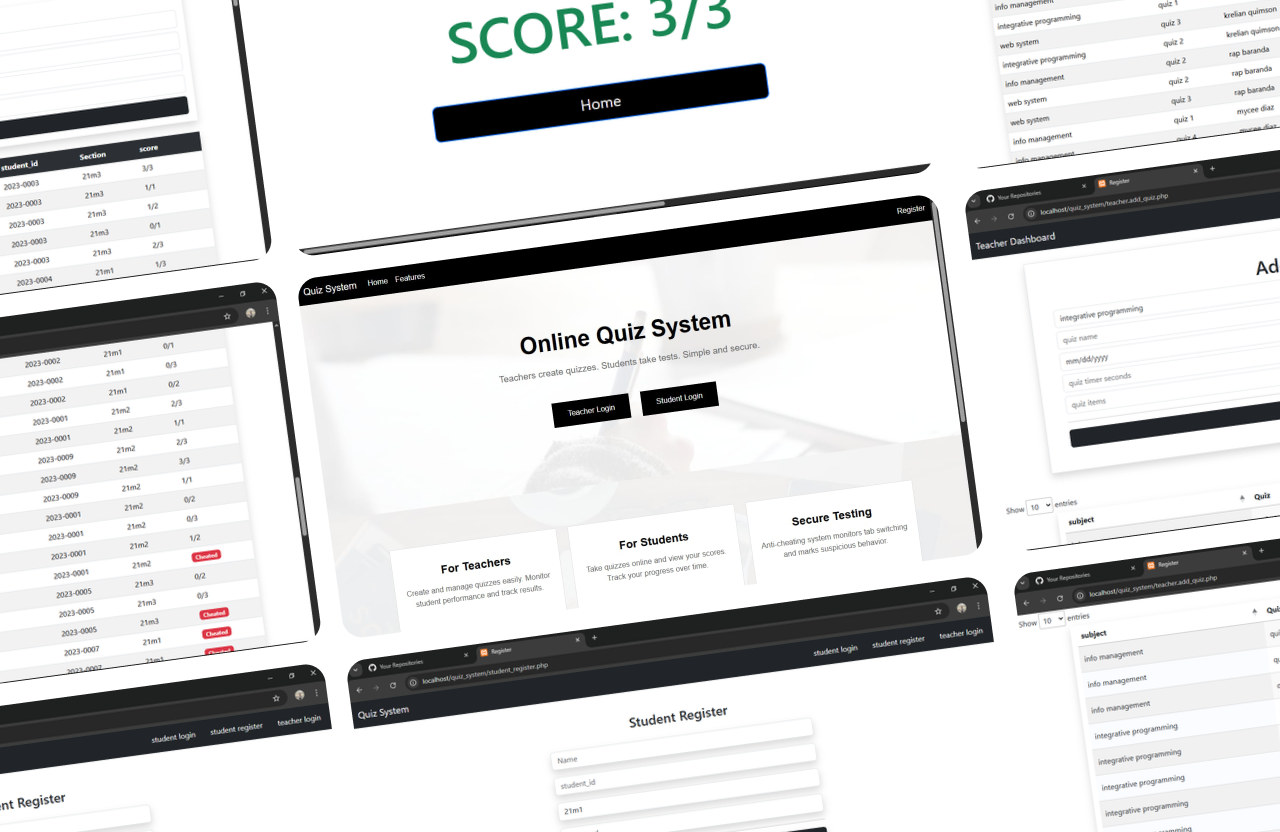 student_id Section score
2023-0003 21m3 3/3
2023-0003 21m3 1/1
2023-0003 21m3 1/2
2023-0003 21m3 0/1
2023-0003 21m3 2/3
2023-0004 21m1 1/3
SCORE: 3/3
Home
info management quiz 1
integrative programming quiz 3 krelian quimson
web system quiz 2 krelian quimson
integrative programming quiz 2 rap baranda
info management quiz 2 rap baranda
web system quiz 3 rap baranda
web system quiz 1 mycee diaz
info management quiz 4 mycee diaz
info management
2023-0002 21m1 0/1
2023-0002 21m1 0/3
2023-0002 21m1 0/2
2023-0001 21m2 2/3
2023-0001 21m2 1/1
2023-0009 21m2 2/3
2023-0009 21m2 3/3
2023-0009 21m2 1/1
2023-0001 21m2 0/2
2023-0001 21m2 0/3
2023-0001 21m2 1/2
2023-0001 21m2 Cheated
2023-0005 21m3 0/2
2023-0005 21m3 0/3
2023-0005 21m3 Cheated
2023-0007 21m1 Cheated
2023-0007 21m1 Cheated
Quiz System Home Features Register
Online Quiz System
Teachers create quizzes. Students take tests. Simple and secure.
Teacher Login Student Login
For Teachers
Create and manage quizzes easily. Monitor
student performance and track results.
For Students
Take quizzes online and view your scores.
Track your progress over time.
Secure Testing
Anti-cheating system monitors tab switching
and marks suspicious behavior.
Your Repositories Register
localhost/quiz_system/teacher.add_quiz.php
Teacher Dashboard
Ad
integrative programming
quiz name
mm/dd/yyyy
quiz timer seconds
quiz items
Show 10 entries
subject Quiz
student login student register teacher login
nt Register
Your Repositories Register
localhost/quiz_system/student_register.php
Quiz System student login student register teacher login
Student Register
Name
student_id
21m1
Your Repositories Register
localhost/quiz_system/teacher.add_quiz.php
Show 10 entries
subject Qui
info management
info management
info management
integrative programming
integrative programming
integrative programming
integrative programming
web system